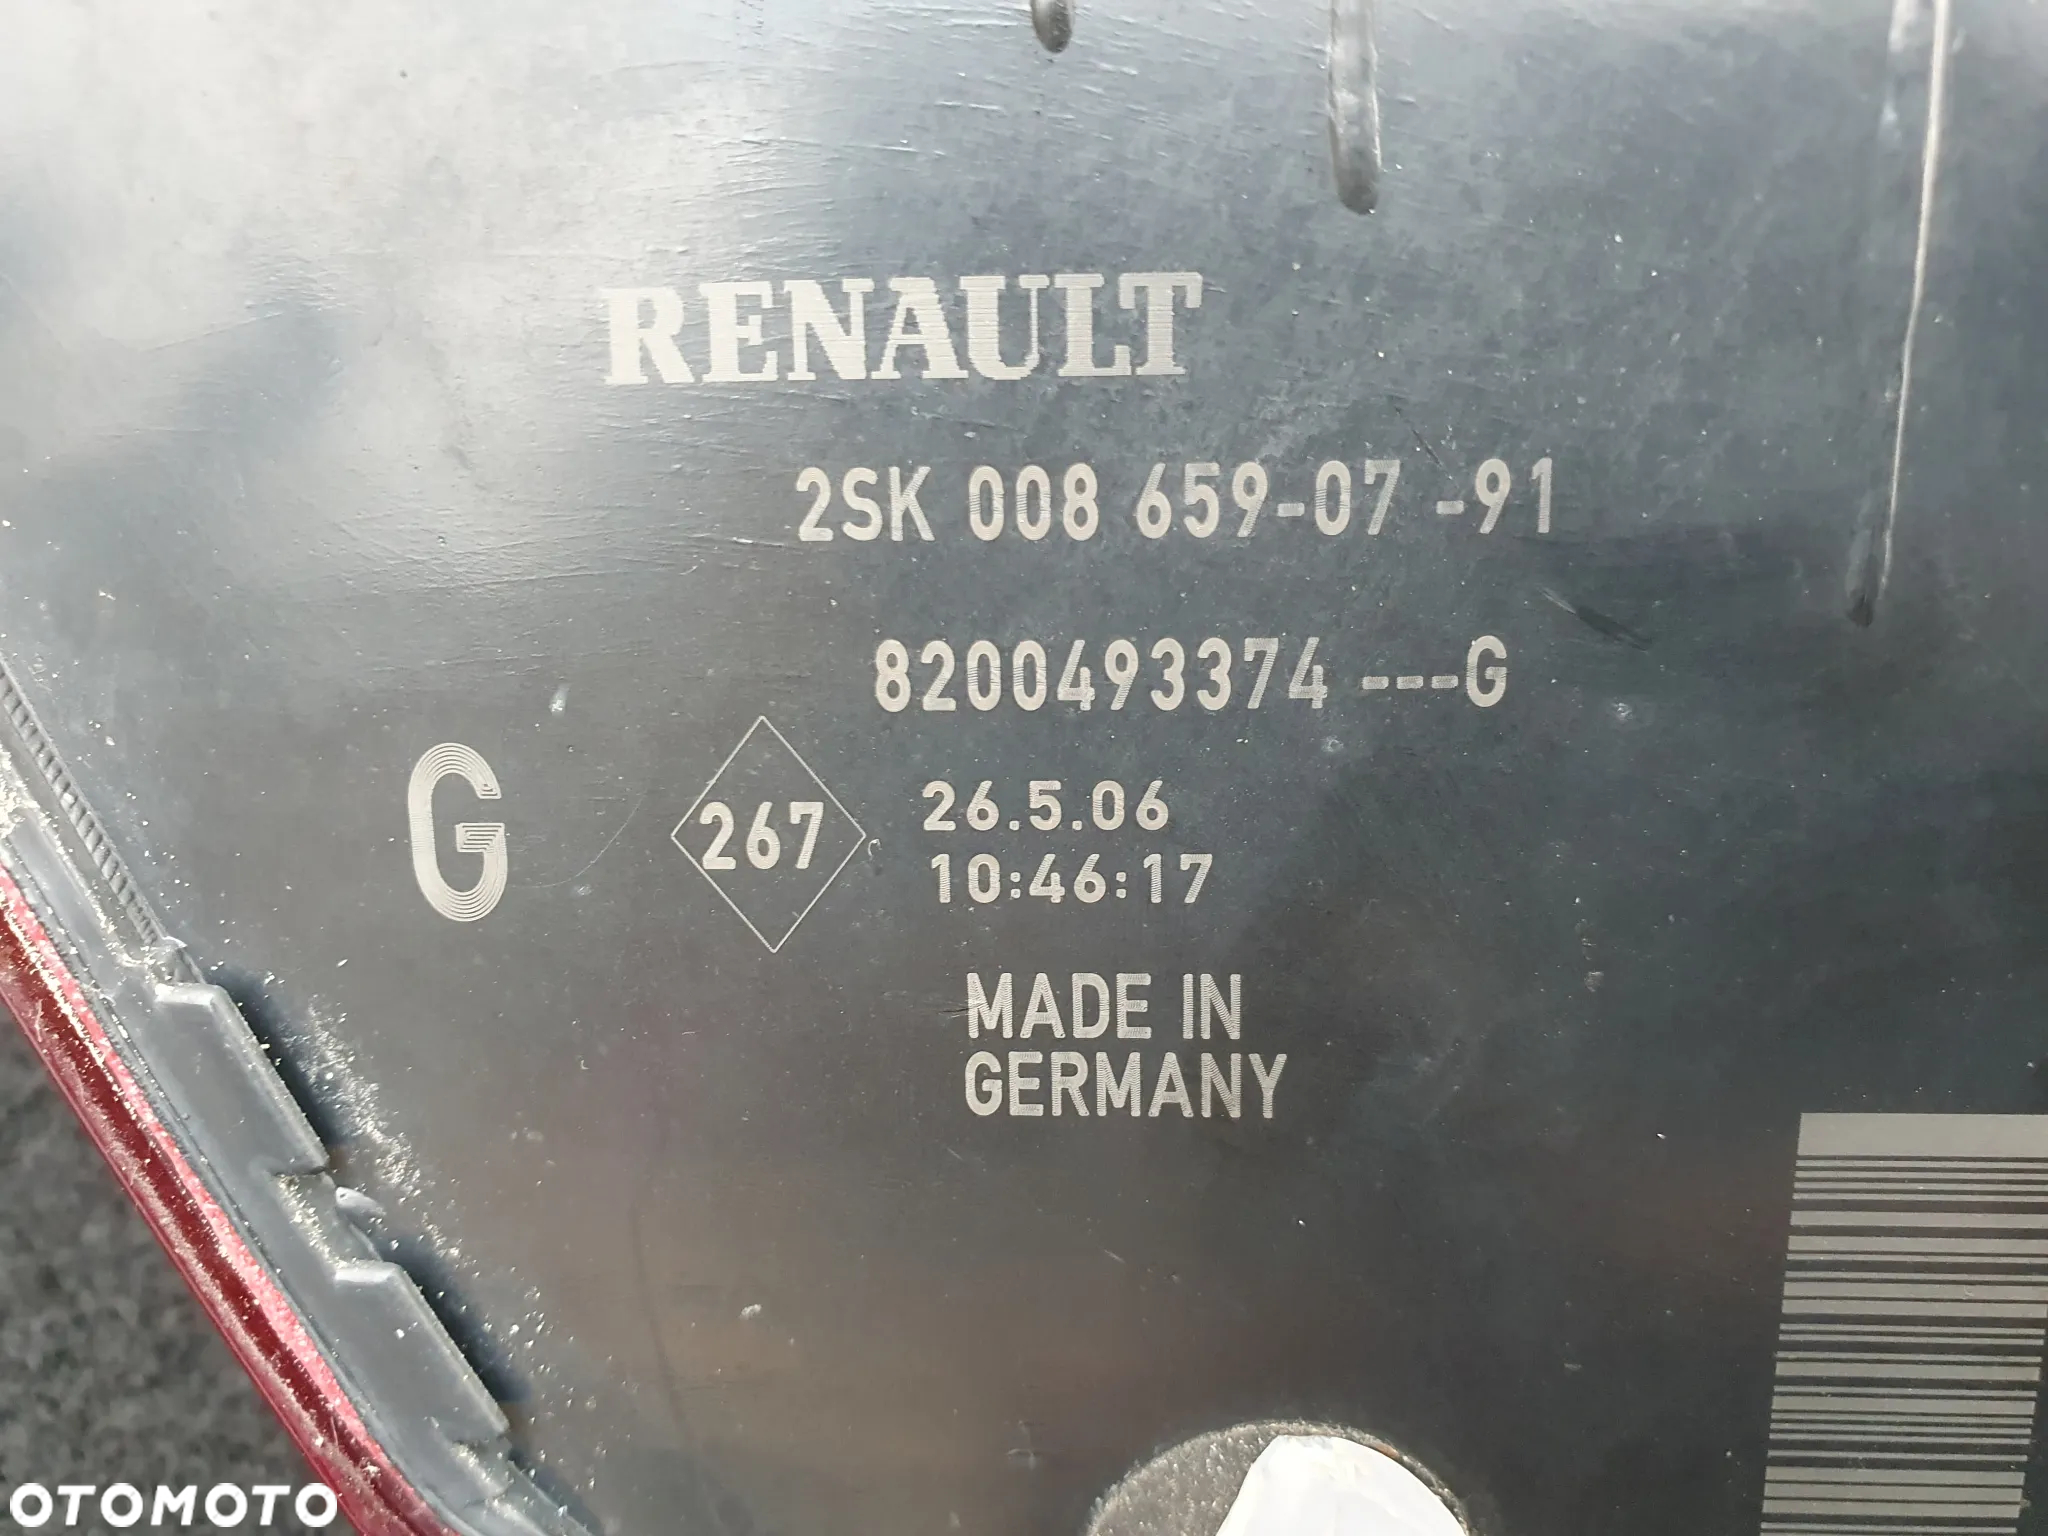 RENAULT
2SK 008 659-07 -91
8200493374 ---G
G
267
26.5.06
10:46:17
MADE IN
GERMANY
OTOMOTO